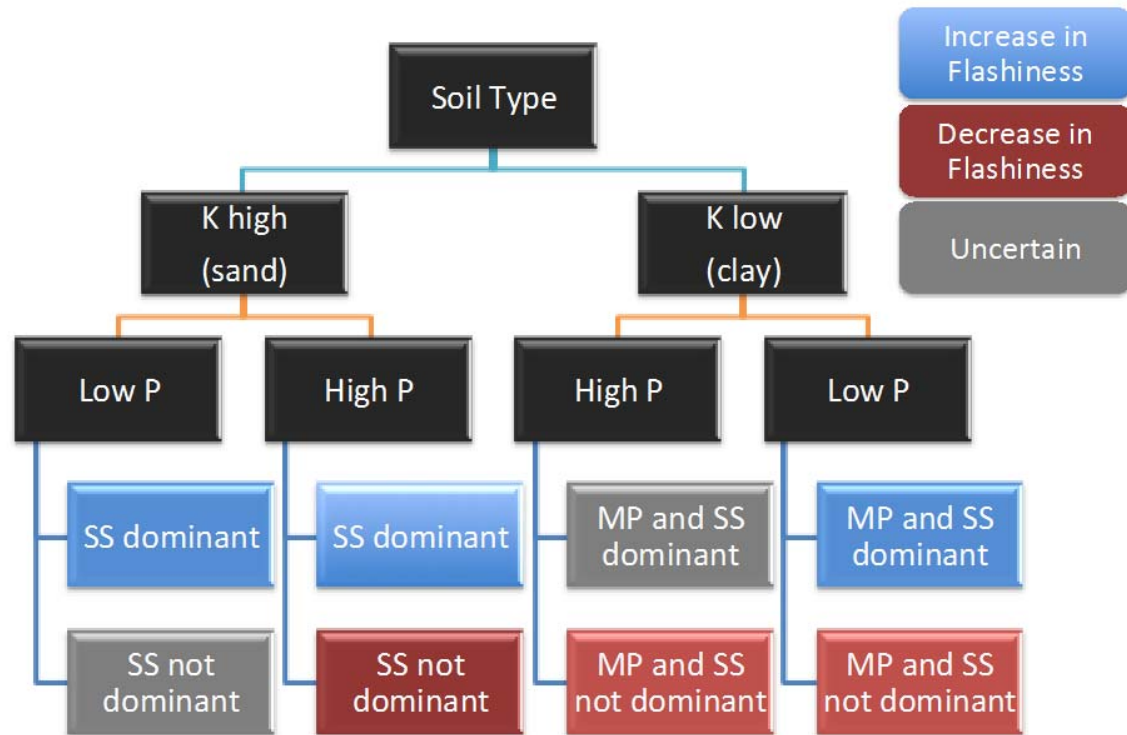 Soil Type
Increase in
Flashiness
Decrease in
Flashiness
Uncertain
K high
(sand)
K low
(clay)
Low P
High P
High P
Low P
SS dominant
SS dominant
MP and SS
dominant
MP and SS
dominant
SS not
dominant
SS not
dominant
MP and SS
not dominant
MP and SS
not dominant